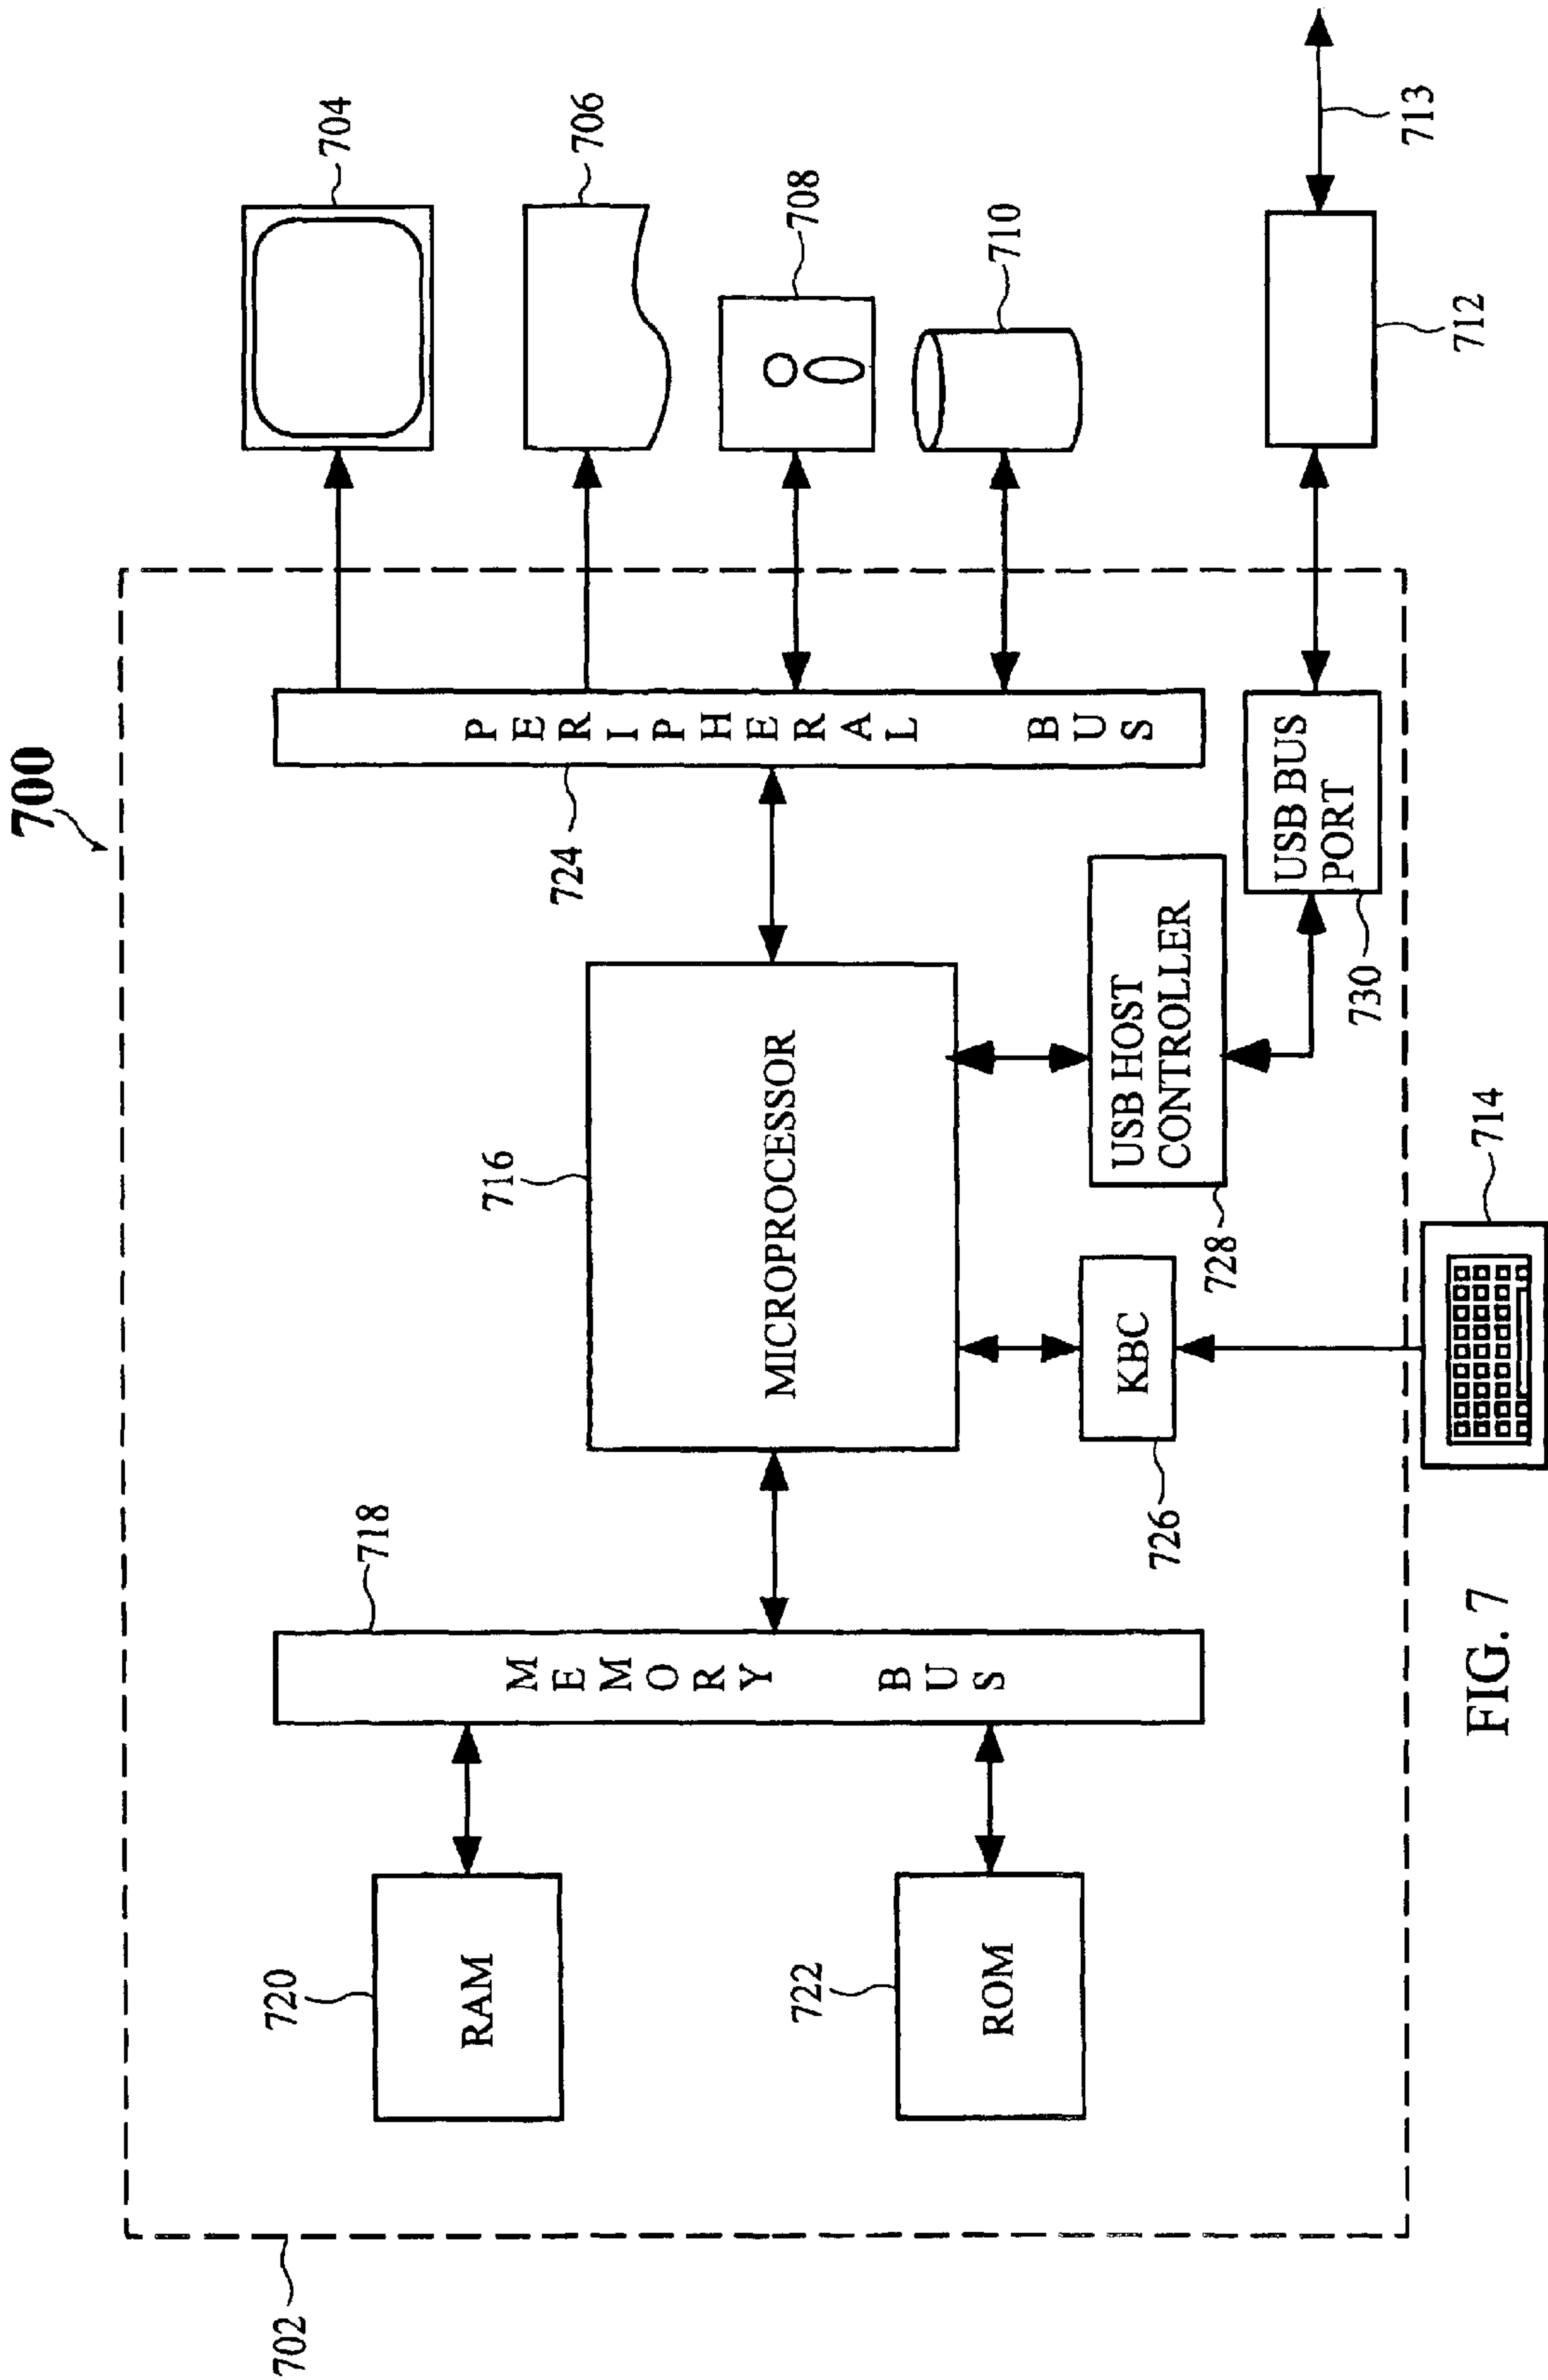 700
702
720
RAM
722
ROM
718
MEMORY BUS
716
MICROPROCESSOR
726
KBC
728
USB HOST
CONTROLLER
724
PERIPHERAL BUS
730
USB BUS
PORT
704
706
708
710
712
713
714
FIG. 7